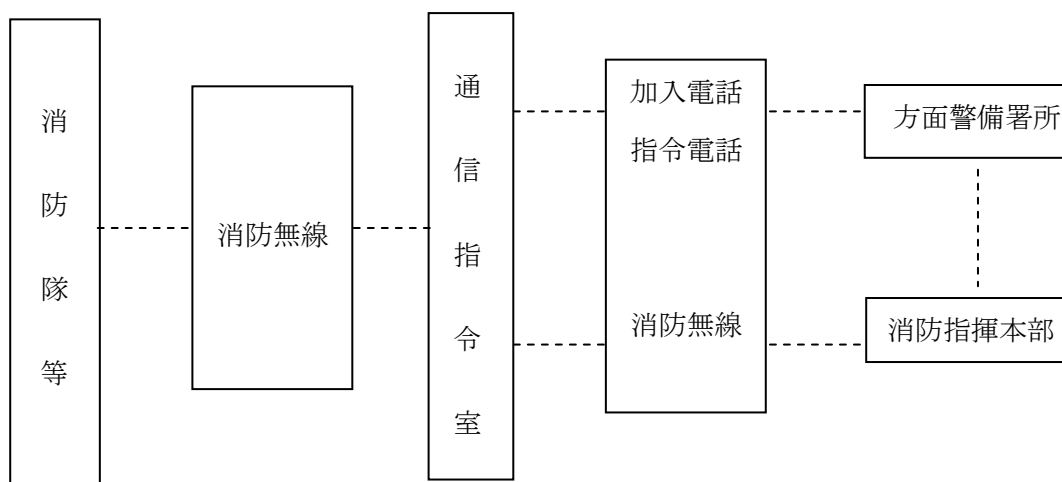 消防隊等
消防無線
通信指令室
加入電話
指令電話
消防無線
方面警備署所
消防指揮本部